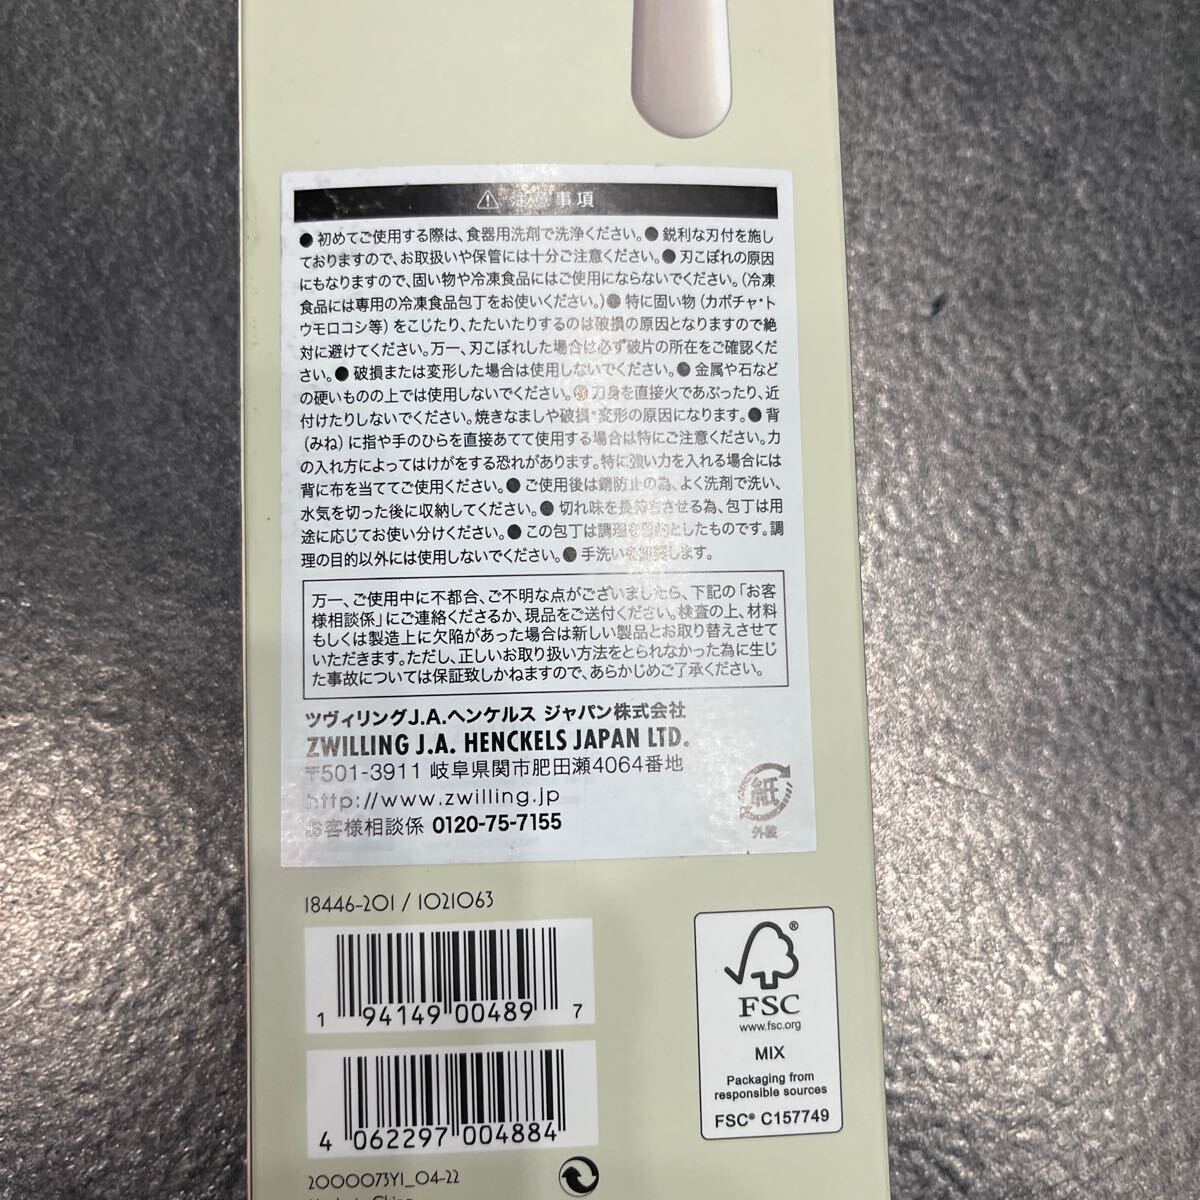 ⚠ 注意事項
●初めてご使用する際は、食器用洗剤で洗浄ください。●鋭利な刃付を施し
ておりますので、お取扱いや保管には十分ご注意ください。●刃こぼれの原因
にもなりますので、固い物や冷凍食品にはご使用にならないでください。(冷凍
食品には専用の冷凍食品包丁をお使いください。)●特に固い物(カボチャ・ト
ウモロコシ等)をこじたり、たたいたりするのは破損の原因となりますので絶
対に避けてください。万一、刃こぼれした場合は必ず破片の所在をご確認くだ
さい。●破損または変形した場合は使用しないでください。●金属や石など
の硬いものの上では使用しないでください。●刀身を直接火であぶったり、近
付けたりしないでください。焼きなましや破損・変形の原因になります。●背
(みね)に指や手のひらを直接あてて使用する場合は特にご注意ください。力
の入れ方によってはけがをする恐れがあります。特に強い力を入れる場合には
背に布を当ててご使用ください。●ご使用後は錆防止の為、よく洗剤で洗い、
水気を切った後に収納してください。●切れ味を長持ちさせる為、包丁は用
途に応じてお使い分けください。●この包丁は調理を目的としたものです。調
理の目的以外には使用しないでください。●手洗いを推奨します。
万一、ご使用中に不都合、ご不明な点がございましたら、下記の「お客
様相談係」にご連絡くださるか、現品をご送付ください。検査の上、材料
もしくは製造上に欠陥があった場合は新しい製品とお取り替えさせて
いただきます。ただし、正しいお取り扱い方法をとられなかった為に生じ
た事故については保証致しかねますので、あらかじめご了承ください。
ツヴィリングJ.A.ヘンケルス ジャパン株式会社
ZWILLING J.A. HENCKELS JAPAN LTD.
〒501-3911 岐阜県関市肥田瀬4064番地
http://www.zwilling.jp
お客様相談係 0120-75-7155
紙
外装
18446-201 / 1021063
1 94149 00489 7
4 062297 004884
2000073Y1_04-22
FSC
www.fsc.org
MIX
Packaging from
responsible sources
FSC® C157749